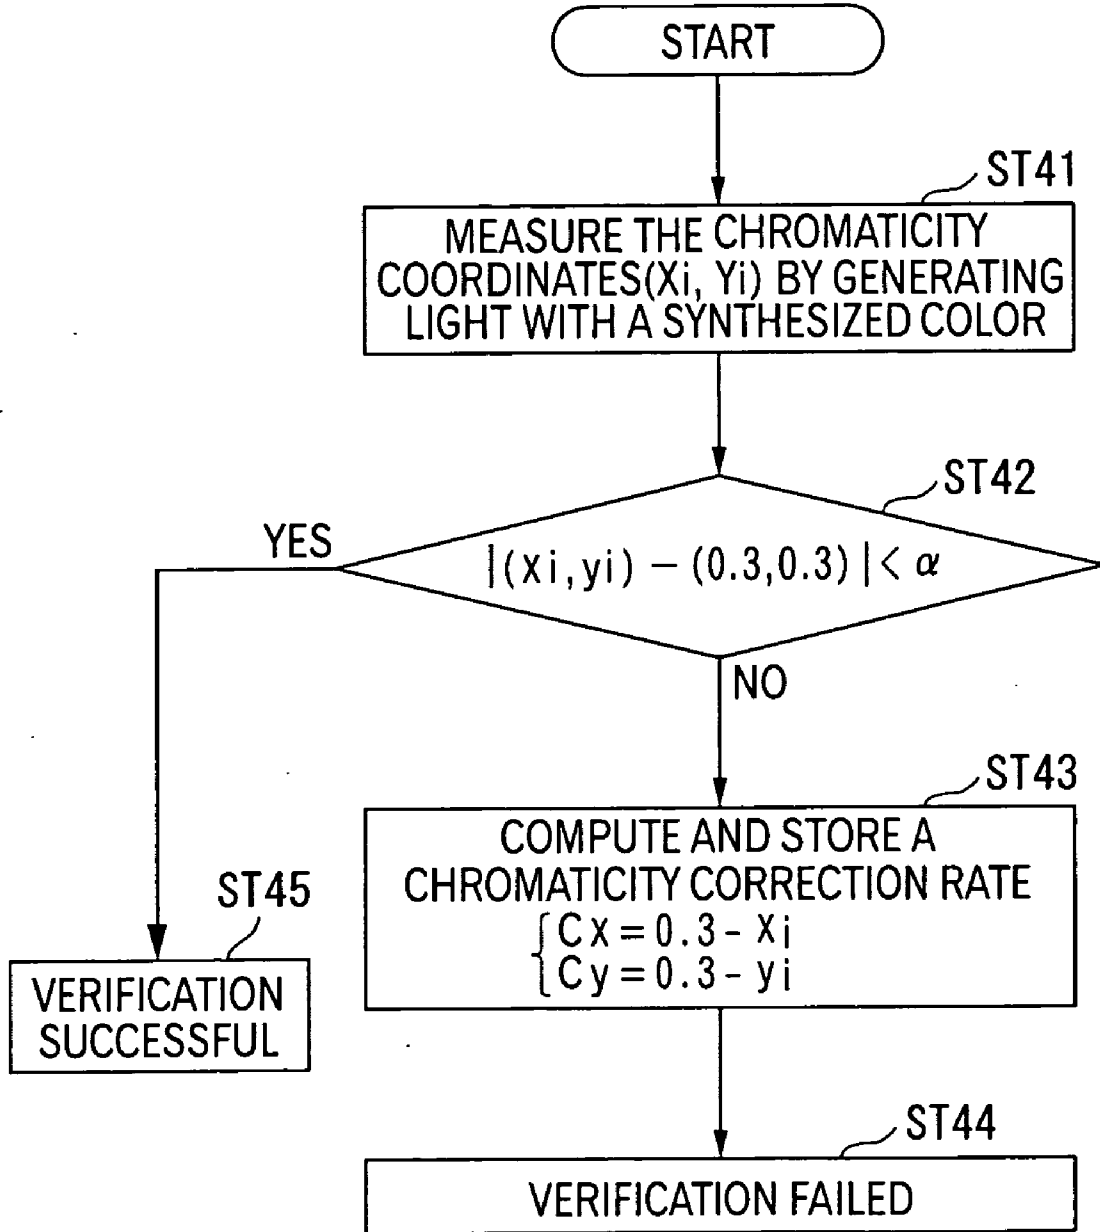 START
ST41
MEASURE THE CHROMATICITY
COORDINATES(Xi, Yi) BY GENERATING
LIGHT WITH A SYNTHESIZED COLOR
ST42
YES
|(xi,yi) − (0.3,0.3)| < α
NO
ST43
COMPUTE AND STORE A
CHROMATICITY CORRECTION RATE
Cx = 0.3 - xi
Cy = 0.3 - yi
ST45
VERIFICATION
SUCCESSFUL
ST44
VERIFICATION FAILED